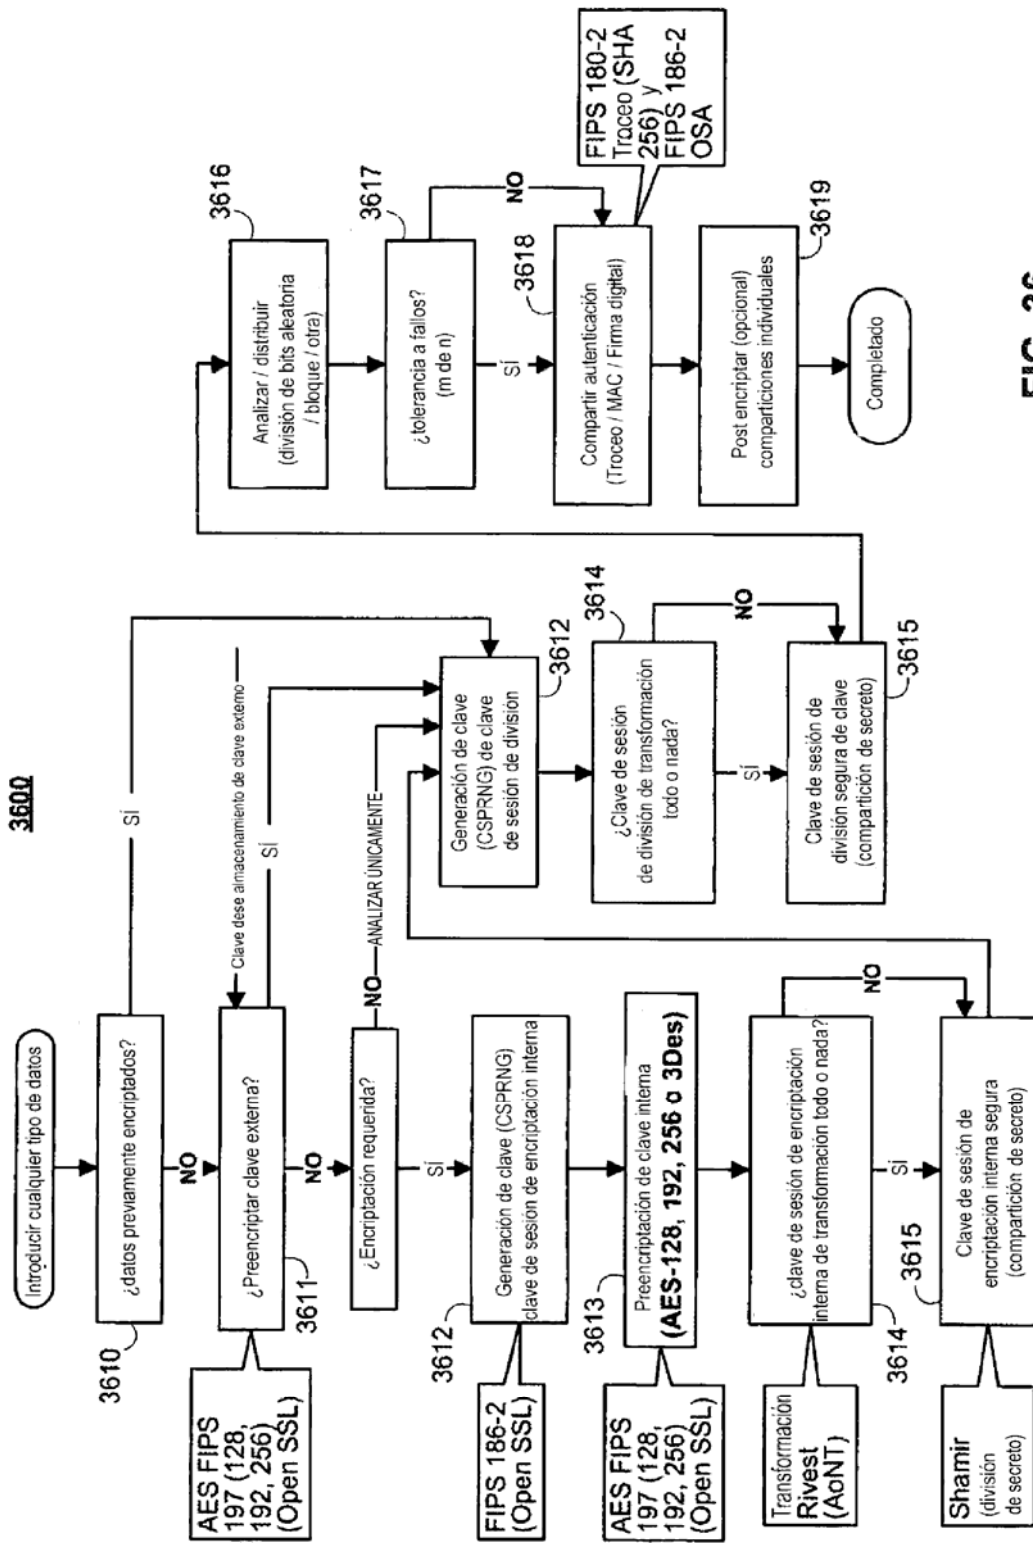 3600
Introducir cualquier tipo de datos
¿datos previamente encriptados?
3610
SÍ
NO
Clave dese almacenamiento de clave externo
¿Preencriptar clave externa?
3611
AES FIPS
197 (128,
192, 256)
(Open SSL)
SÍ
NO
¿Encriptación requerida?
NO
ANALIZAR ÚNICAMENTE
SÍ
Generación de clave (CSPRNG)
clave de sesión de encriptación interna
3612
FIPS 186-2
(Open SSL)
Preencriptación de clave interna
(AES-128, 192, 256 o 3Des)
3613
AES FIPS
197 (128,
192, 256)
(Open SSL)
¿clave de sesión de encriptación
interna de transformación todo o nada?
3614
Transformación
Rivest
(AoNT)
NO
SÍ
Clave de sesión de
encriptación interna segura
(compartición de secreto)
3615
Shamir
(división
de secreto)
Generación de clave
(CSPRNG) de clave
de sesión de división
3612
¿Clave de sesión
de división de transformación
todo o nada?
3614
NO
SÍ
Clave de sesión de
división segura de clave
(compartición de secreto)
3615
Analizar / distribuir
(división de bits aleatoria
/ bloque / otra)
3616
¿tolerancia a fallos?
(m de n)
3617
NO
SÍ
Compartir autenticación
(Troceo / MAC / Firma digital)
3618
FIPS 180-2
Troceo (SHA
256) y
FIPS 186-2
OSA
Post encriptar (opcional)
comparticiones individuales
3619
Completado